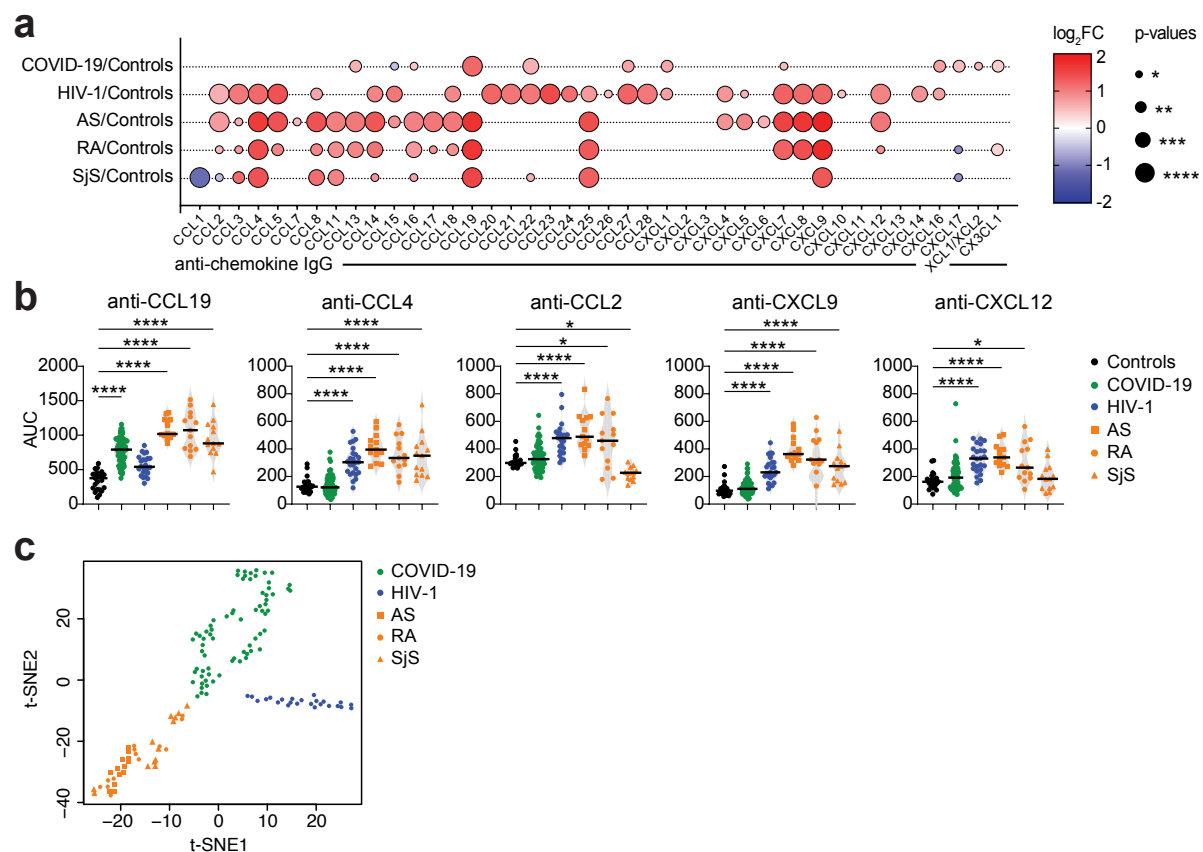 a
COVID-19/Controls
HIV-1/Controls
AS/Controls
RA/Controls
SjS/Controls
CCL1 CCL2 CCL3 CCL4 CCL5 CCL7 CCL8 CCL11 CCL13 CCL14 CCL15 CCL16 CCL17 CCL18 CCL19 CCL20 CCL21 CCL22 CCL23 CCL24 CCL25 CCL26 CCL27 CCL28 CXCL1 CXCL2 CXCL3 CXCL4 CXCL5 CXCL6 CXCL7 CXCL8 CXCL9 CXCL10 CXCL11 CXCL12 CXCL13 CXCL14 CXCL16 CXCL17 XCL1/XCL2 CX3CL1
anti-chemokine IgG
log2FC
2
1
0
-1
-2
p-values
*
**
***
****
b
anti-CCL19
****
****
****
****
AUC
2000
1500
1000
500
0
anti-CCL4
****
****
****
****
1000
800
600
400
200
0
anti-CCL2
*
*
****
****
1000
800
600
400
200
0
anti-CXCL9
****
****
****
****
1000
800
600
400
200
0
anti-CXCL12
*
****
****
1000
800
600
400
200
0
Controls
COVID-19
HIV-1
AS
RA
SjS
c
t-SNE2
20
0
−20
−40
−20 −10 0 10 20
t-SNE1
COVID-19
HIV-1
AS
RA
SjS